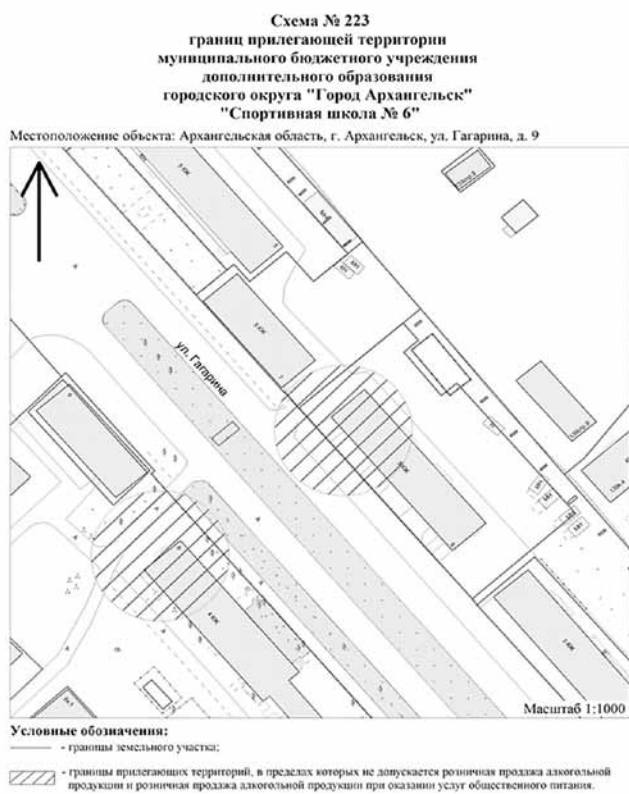 Схема № 223
границ прилегающей территории
муниципального бюджетного учреждения
дополнительного образования
городского округа "Город Архангельск"
"Спортивная школа № 6"
Местоположение объекта: Архангельская область, г. Архангельск, ул. Гагарина, д. 9
ул. Гагарина
Масштаб 1:1000
Условные обозначения:
- границы земельного участка;
- границы прилегающих территорий, в пределах которых не допускается розничная продажа алкогольной
продукции и розничная продажа алкогольной продукции при оказании услуг общественного питания.